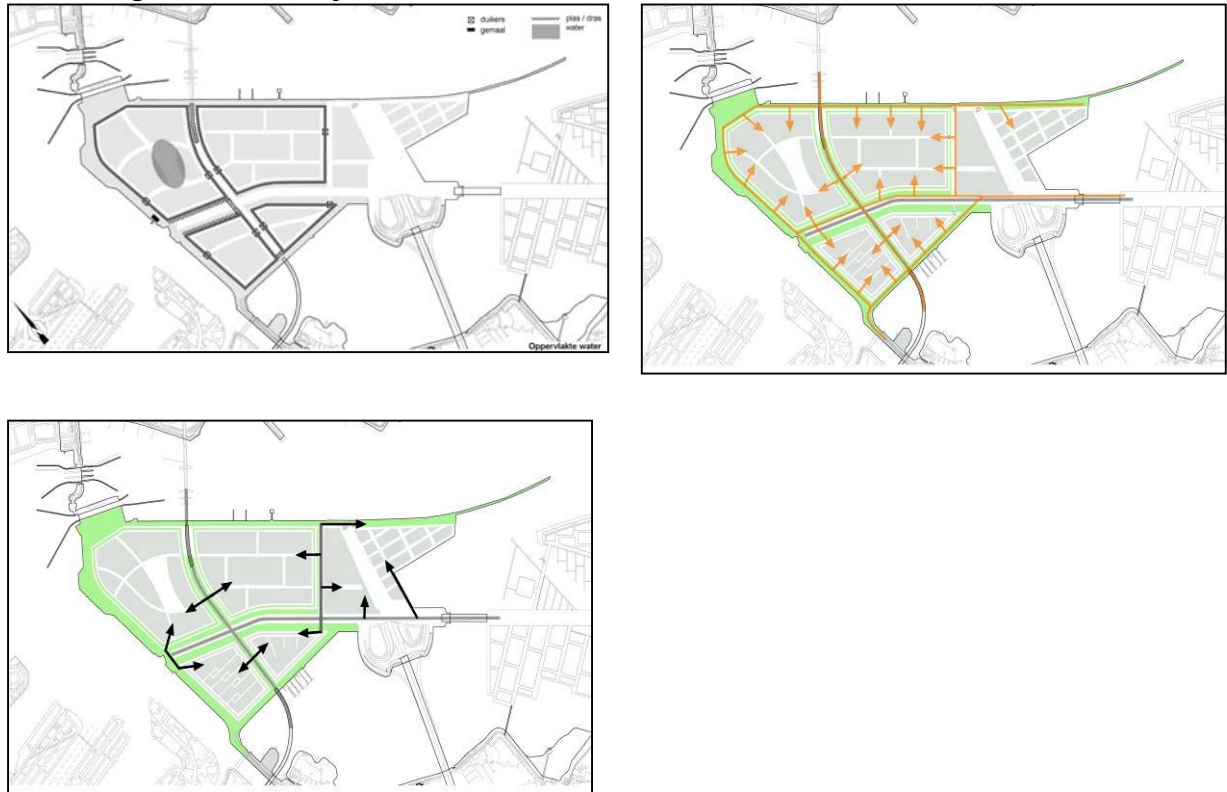 duikers
plas / dras
gemaal
water
Oppervlakte water